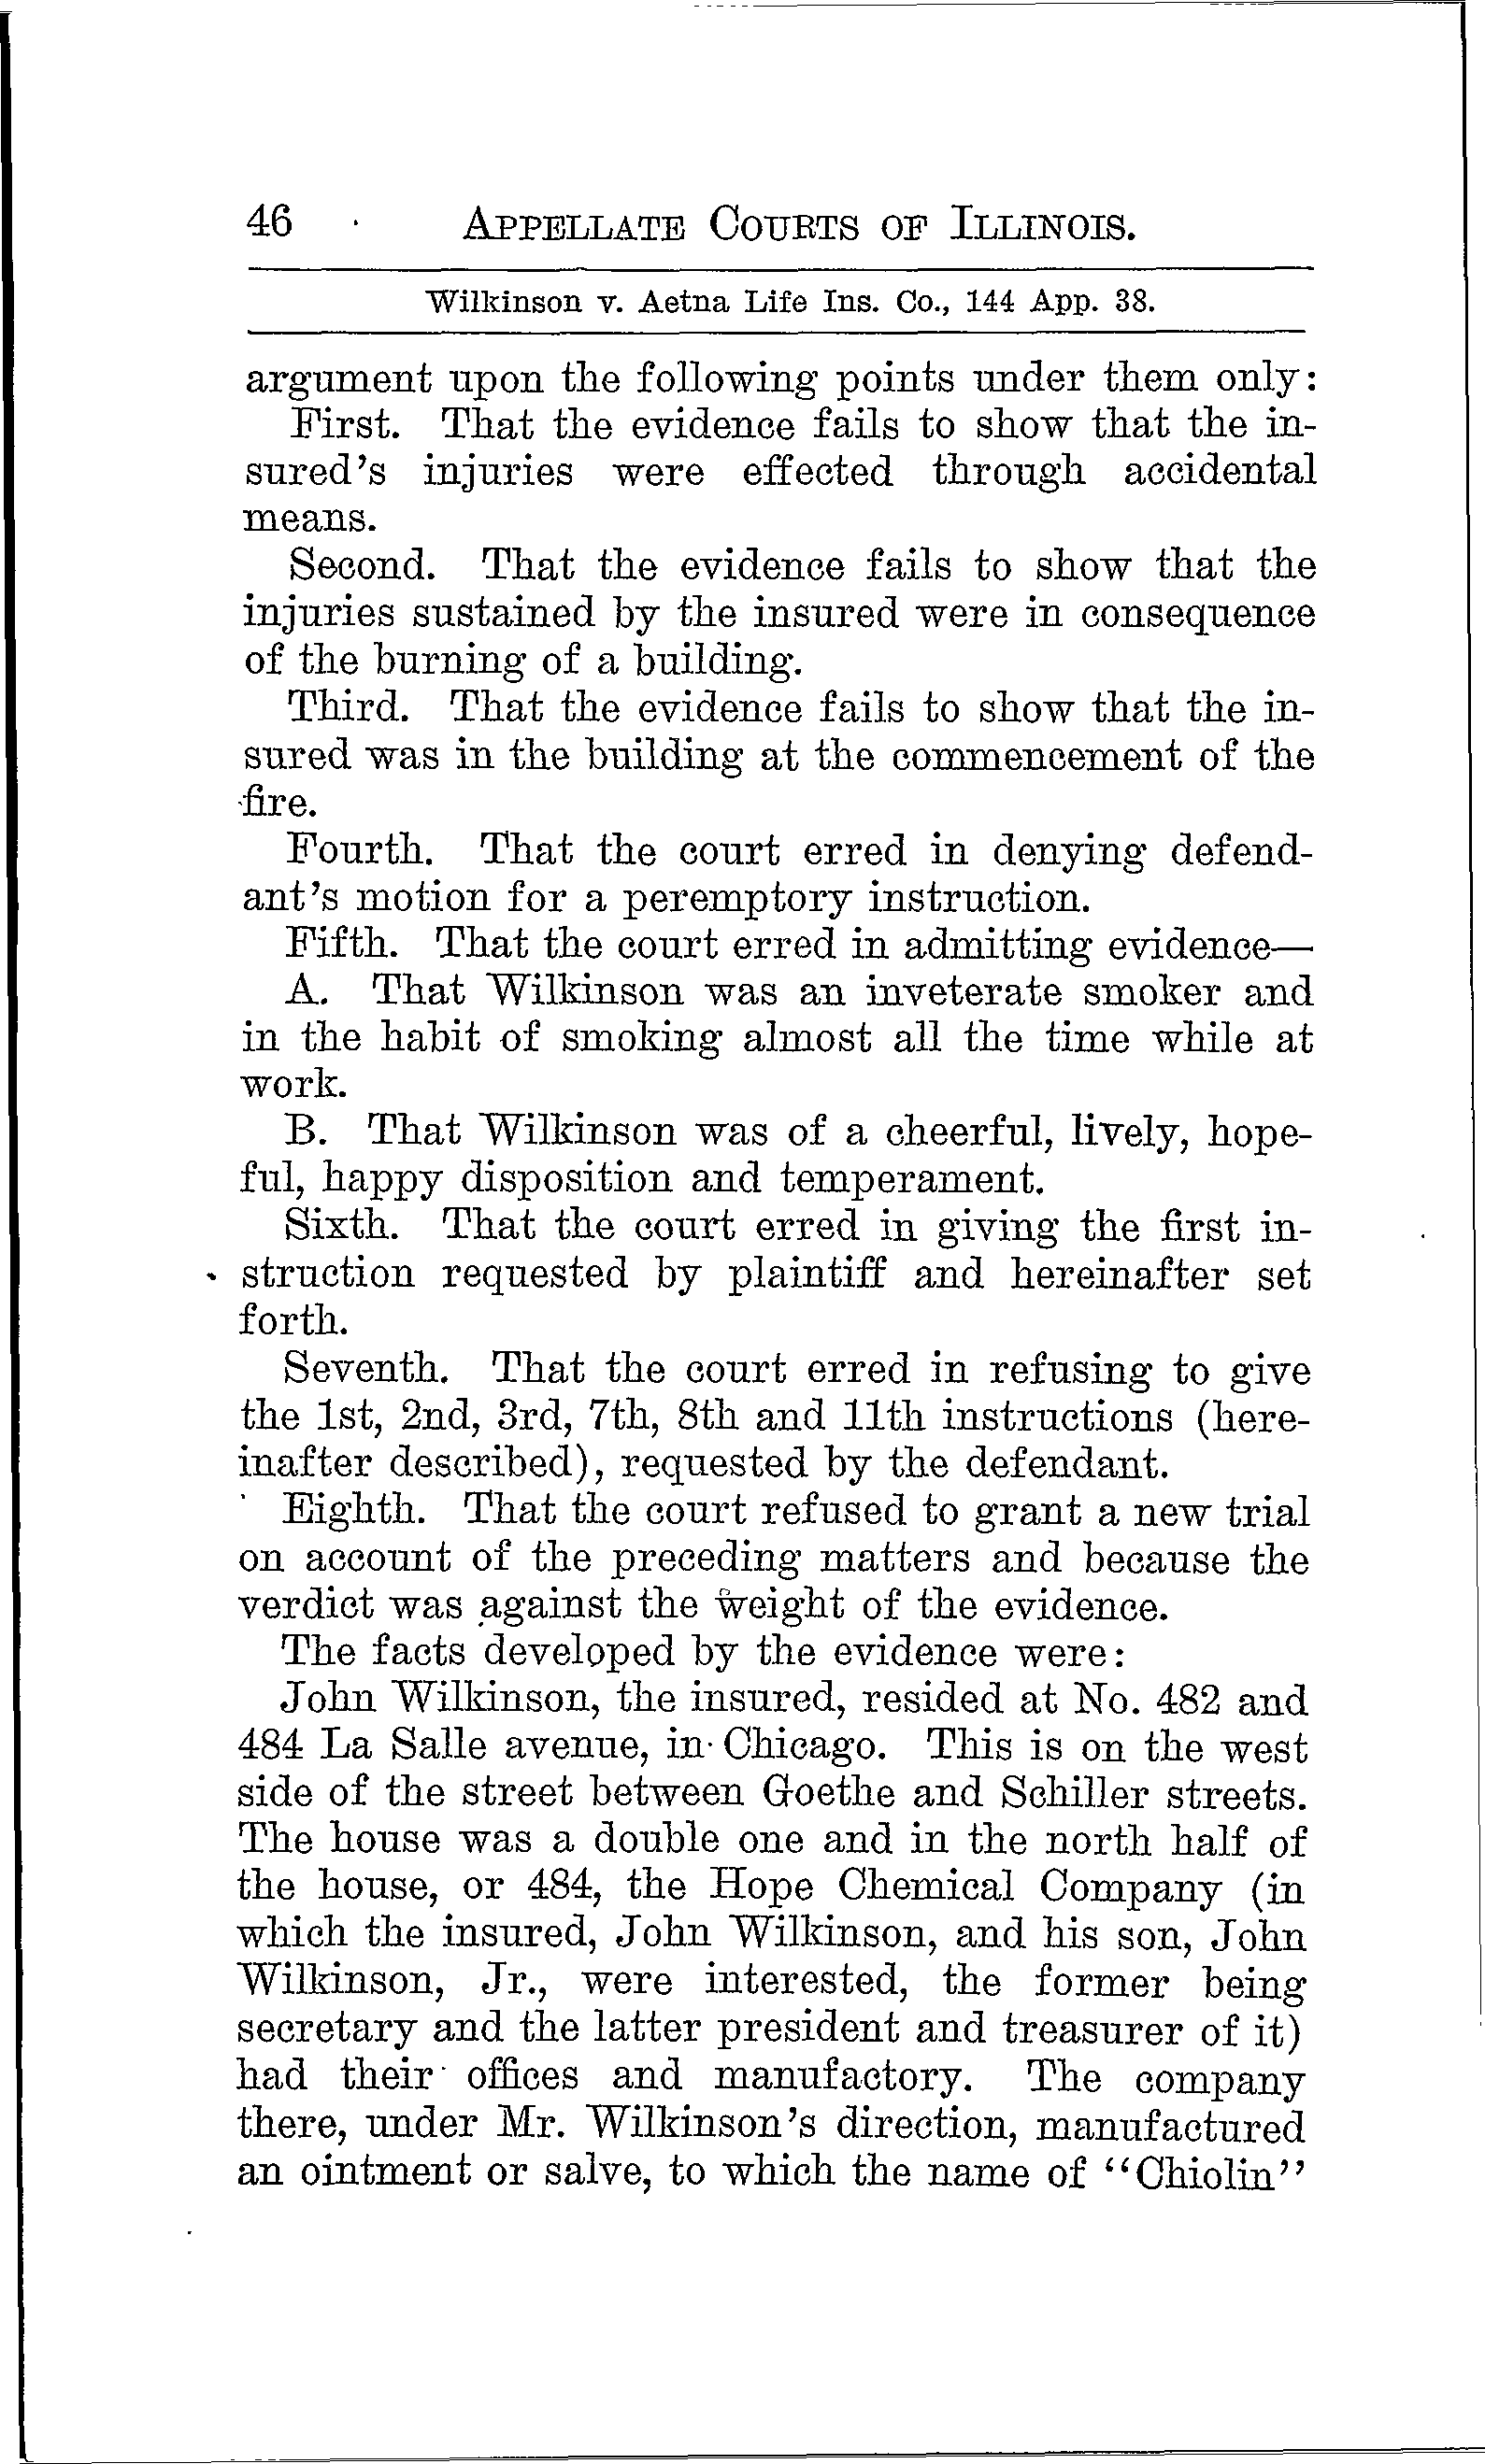 46 APPELLATE COURTS OF ILLINOIS.
Wilkinson v. Aetna Life Ins. Co., 144 App. 38.
argument upon the following points under them only:
First. That the evidence fails to show that the in-
sured's injuries were effected through accidental
means.
Second. That the evidence fails to show that the
injuries sustained by the insured were in consequence
of the burning of a building.
Third. That the evidence fails to show that the in-
sured was in the building at the commencement of the
fire.
Fourth. That the court erred in denying defend-
ant's motion for a peremptory instruction.
Fifth. That the court erred in admitting evidence—
A. That Wilkinson was an inveterate smoker and
in the habit of smoking almost all the time while at
work.
B. That Wilkinson was of a cheerful, lively, hope-
ful, happy disposition and temperament.
Sixth. That the court erred in giving the first in-
struction requested by plaintiff and hereinafter set
forth.
Seventh. That the court erred in refusing to give
the 1st, 2nd, 3rd, 7th, 8th and 11th instructions (here-
inafter described), requested by the defendant.
Eighth. That the court refused to grant a new trial
on account of the preceding matters and because the
verdict was against the weight of the evidence.
The facts developed by the evidence were:
John Wilkinson, the insured, resided at No. 482 and
484 La Salle avenue, in Chicago. This is on the west
side of the street between Goethe and Schiller streets.
The house was a double one and in the north half of
the house, or 484, the Hope Chemical Company (in
which the insured, John Wilkinson, and his son, John
Wilkinson, Jr., were interested, the former being
secretary and the latter president and treasurer of it)
had their offices and manufactory. The company
there, under Mr. Wilkinson's direction, manufactured
an ointment or salve, to which the name of "Chiolin"